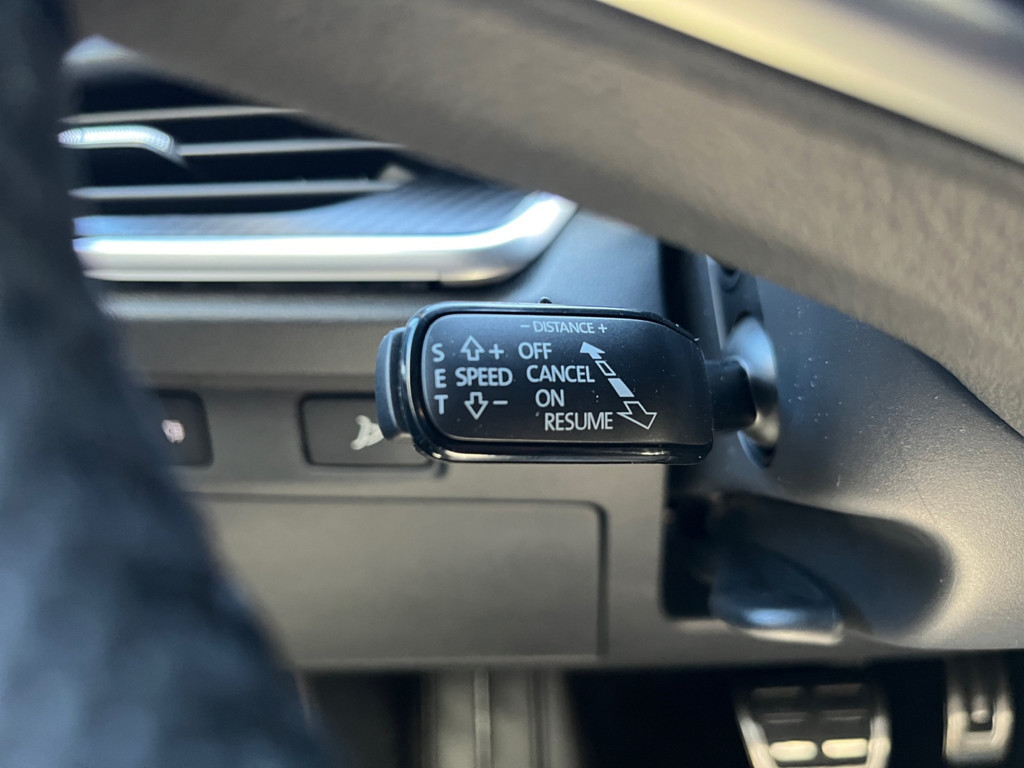 − DISTANCE +
S + OFF
E SPEED CANCEL
T − ON
RESUME